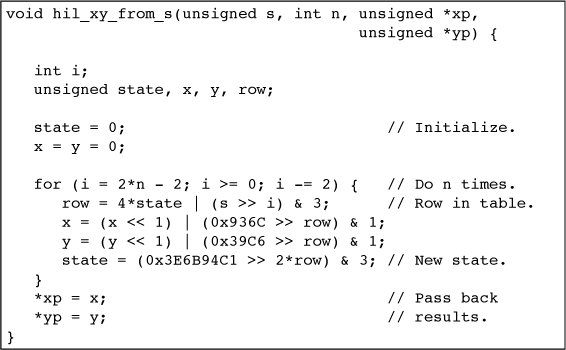 void hil_xy_from_s(unsigned s, int n, unsigned *xp,
                                    unsigned *yp) {

   int i;
   unsigned state, x, y, row;

   state = 0;                            // Initialize.
   x = y = 0;

   for (i = 2*n - 2; i >= 0; i -= 2) {   // Do n times.
      row = 4*state | (s >> i) & 3;      // Row in table.
      x = (x << 1) | (0x936C >> row) & 1;
      y = (y << 1) | (0x39C6 >> row) & 1;
      state = (0x3E6B94C1 >> 2*row) & 3; // New state.
   }
   *xp = x;                              // Pass back
   *yp = y;                              // results.
}